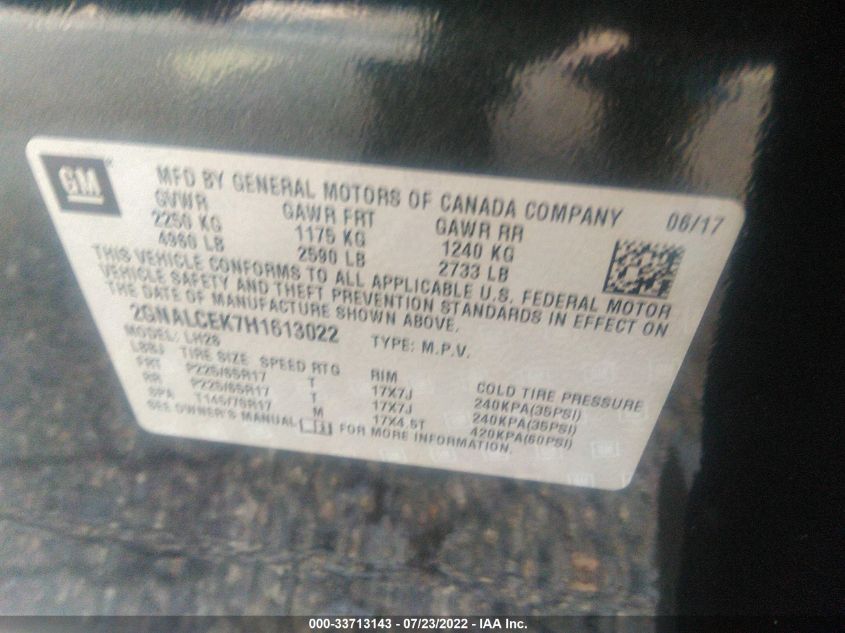 GM
MFD BY GENERAL MOTORS OF CANADA COMPANY 06/17
GVWR GAWR FRT GAWR RR
2250 KG 1175 KG 1240 KG
4960 LB 2590 LB 2733 LB
THIS VEHICLE CONFORMS TO ALL APPLICABLE U.S. FEDERAL MOTOR
VEHICLE SAFETY AND THEFT PREVENTION STANDARDS IN EFFECT ON
THE DATE OF MANUFACTURE SHOWN ABOVE.
2GNALCEK7H1613022 TYPE: M.P.V.
MODEL: LH26
TIRE SIZE SPEED RTG RIM COLD TIRE PRESSURE
FRT P225/65R17 T 17X7J 240KPA(35PSI)
RR P225/65R17 T 17X7J 240KPA(35PSI)
SPA T145/75R17 M 17X4.5T 420KPA(60PSI)
SEE OWNER'S MANUAL FOR MORE INFORMATION.
000-33713143 - 07/23/2022 - IAA Inc.